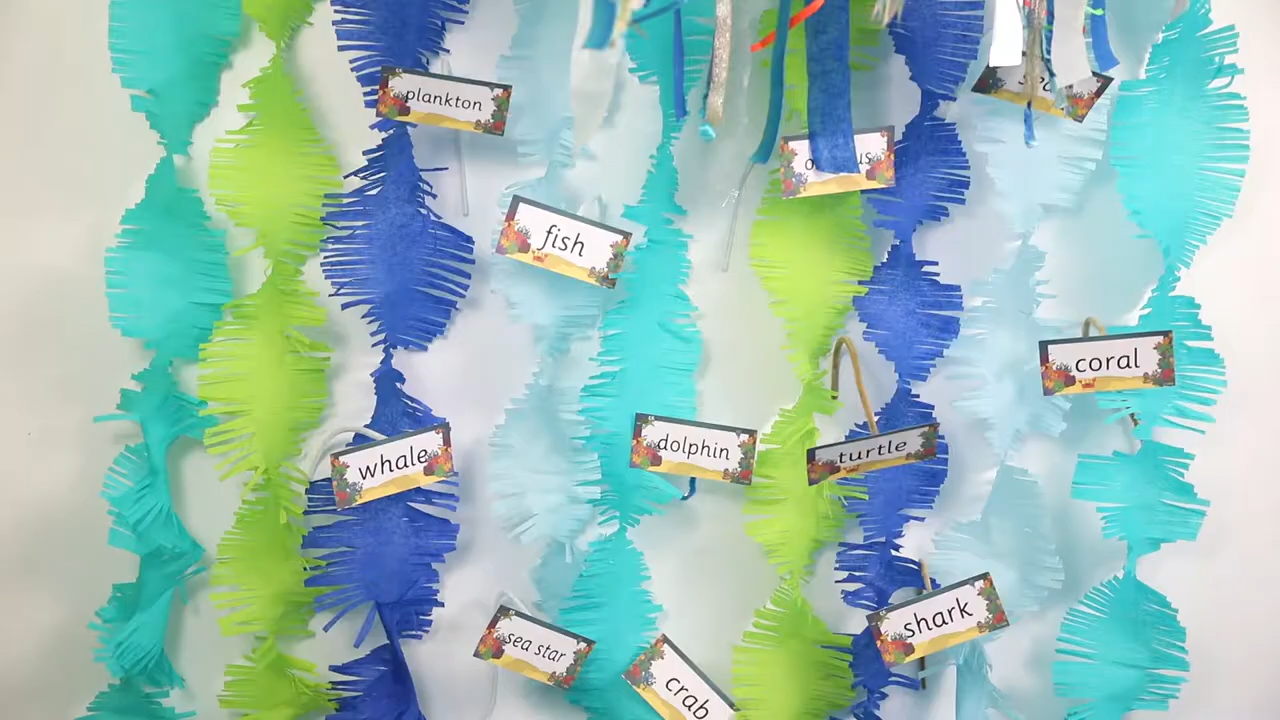 plankton
fish
coral
dolphin
turtle
whale
shark
sea star
crab